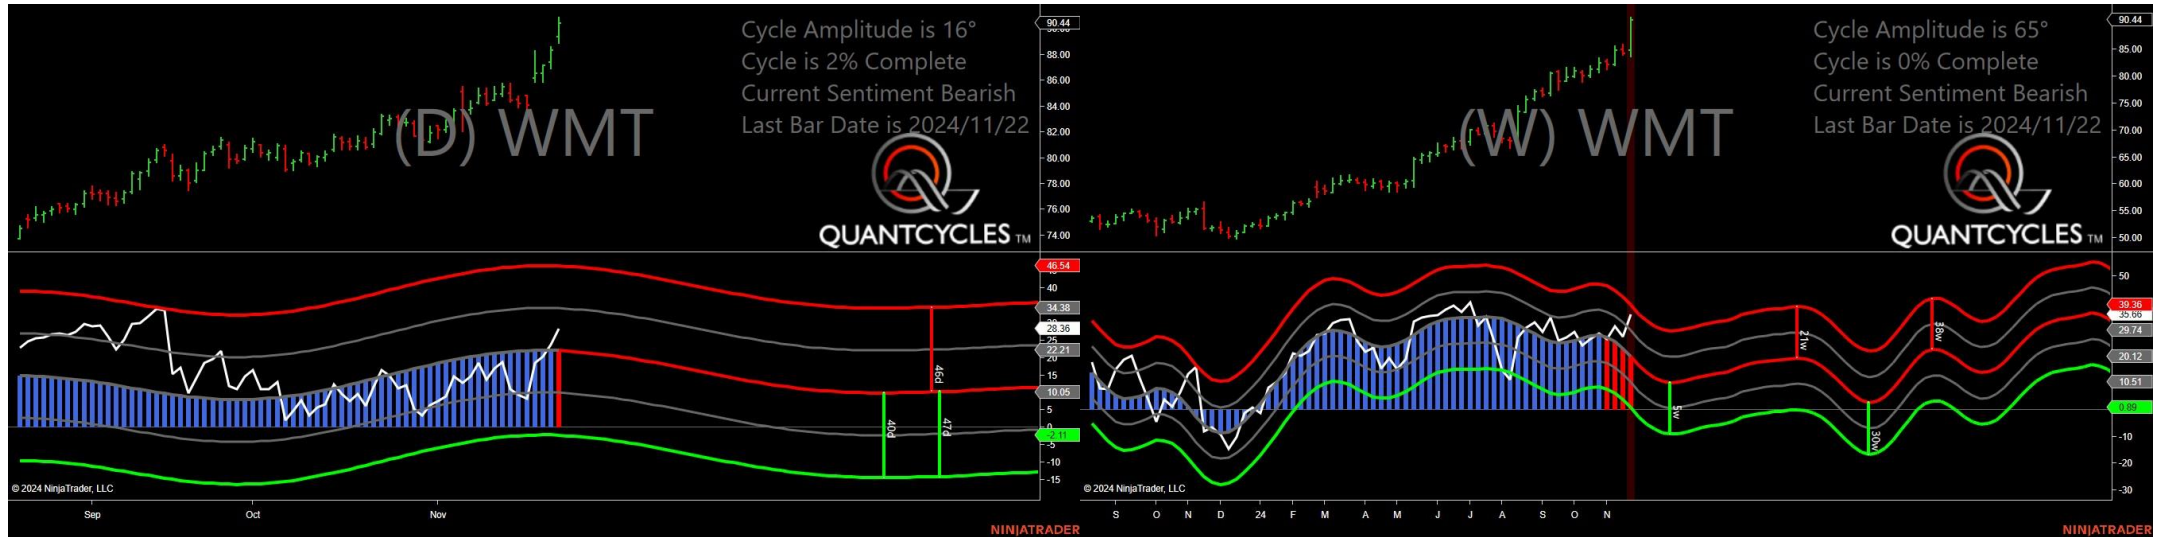 Cycle Amplitude is 16°
Cycle is 2% Complete
Current Sentiment Bearish
Last Bar Date is 2024/11/22
(D) WMT
QUANTCYCLES TM
90.44
88.00
86.00
84.00
82.00
80.00
78.00
76.00
74.00
46.54
40
34.38
28.36
22.21
15
10.05
5
0
-2.11
-5
-10
-15
46d
40d
47d
© 2024 NinjaTrader, LLC
Sep Oct Nov
NINJATRADER
Cycle Amplitude is 65°
Cycle is 0% Complete
Current Sentiment Bearish
Last Bar Date is 2024/11/22
(W) WMT
QUANTCYCLES TM
90.44
85.00
80.00
75.00
70.00
65.00
60.00
55.00
50.00
50
39.36
35.66
29.74
20.12
10.51
0.89
-10
-20
-30
21w
38w
5w
30w
© 2024 NinjaTrader, LLC
S O N D 24 F M A M J J A S O N
NINJATRADER